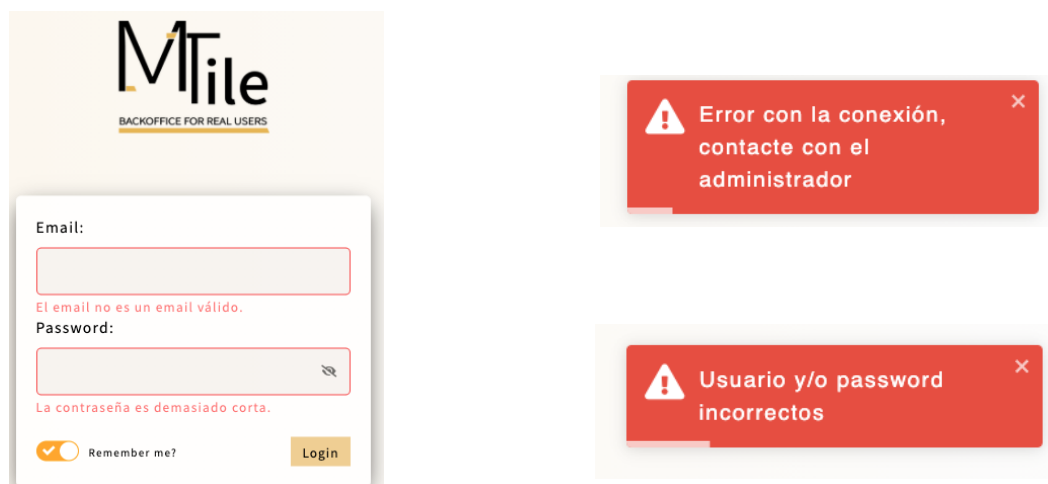 MTile
BACKOFFICE FOR REAL USERS
Email:
El email no es un email válido.
Password:
La contraseña es demasiado corta.
Remember me?
Login
Error con la conexión,
contacte con el
administrador
Usuario y/o password
incorrectos